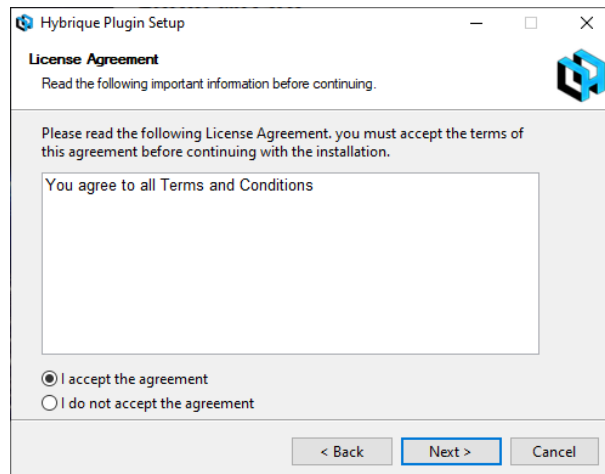 Hybrique Plugin Setup
License Agreement
Read the following important information before continuing.
Please read the following License Agreement. you must accept the terms of
this agreement before continuing with the installation.
You agree to all Terms and Conditions
I accept the agreement
I do not accept the agreement
< Back
Next >
Cancel